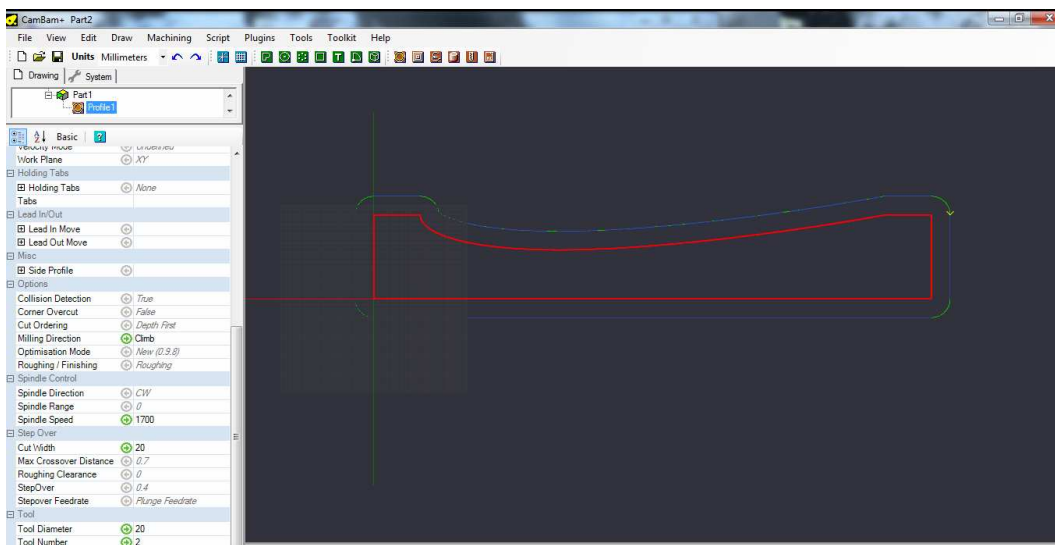 CamBam+ Part2
File View Edit Draw Machining Script Plugins Tools Toolkit Help
Units Millimeters
Drawing System
Part1
Profile1
Basic
Velocity Mode Undefined
Work Plane XY
Holding Tabs
Holding Tabs None
Tabs
Lead In/Out
Lead In Move
Lead Out Move
Misc
Side Profile
Options
Collision Detection True
Corner Overcut False
Cut Ordering Depth First
Milling Direction Climb
Optimisation Mode New (0.9.8)
Roughing / Finishing Roughing
Spindle Control
Spindle Direction CW
Spindle Range 0
Spindle Speed 1700
Step Over
Cut Width 20
Max Crossover Distance 0.7
Roughing Clearance 0
StepOver 0.4
Stepover Feedrate Plunge Feedrate
Tool
Tool Diameter 20
Tool Number 2